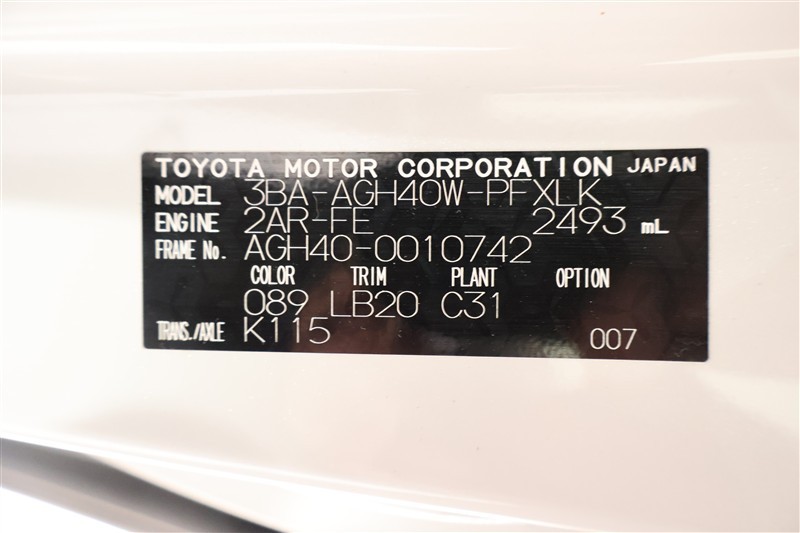 TOYOTA MOTOR CORPORATION JAPAN
MODEL 3BA-AGH40W-PFXLK
ENGINE 2AR-FE 2493 mL
FRAME No. AGH40-0010742
COLOR TRIM PLANT OPTION
089 LB20 C31
TRANS./AXLE K115 007